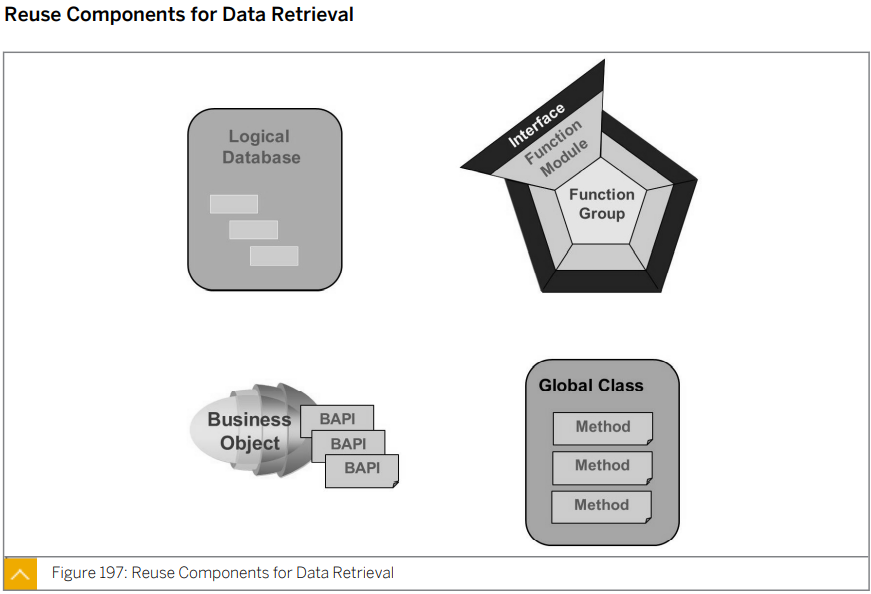 Reuse Components for Data Retrieval
Logical
Database
Interface
Function
Module
Function
Group
Business
Object
BAPI
BAPI
BAPI
Global Class
Method
Method
Method
Figure 197: Reuse Components for Data Retrieval